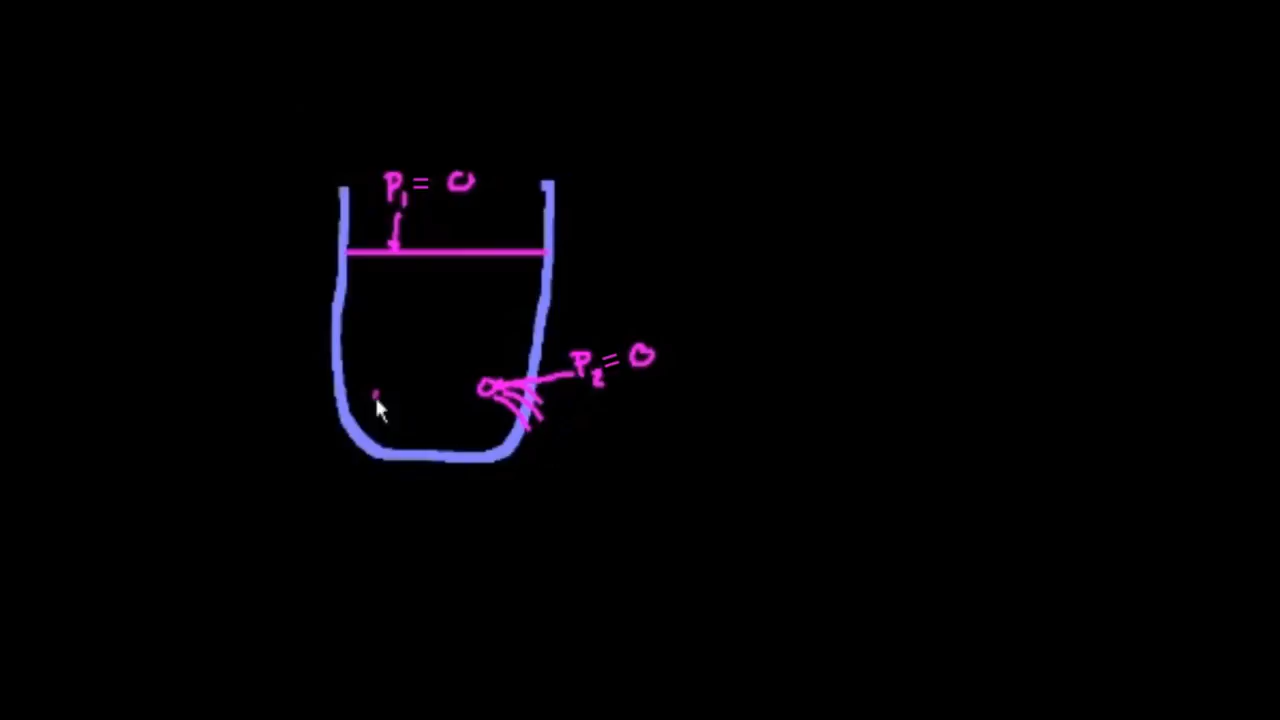 P₁ = 0
P₂ = 0